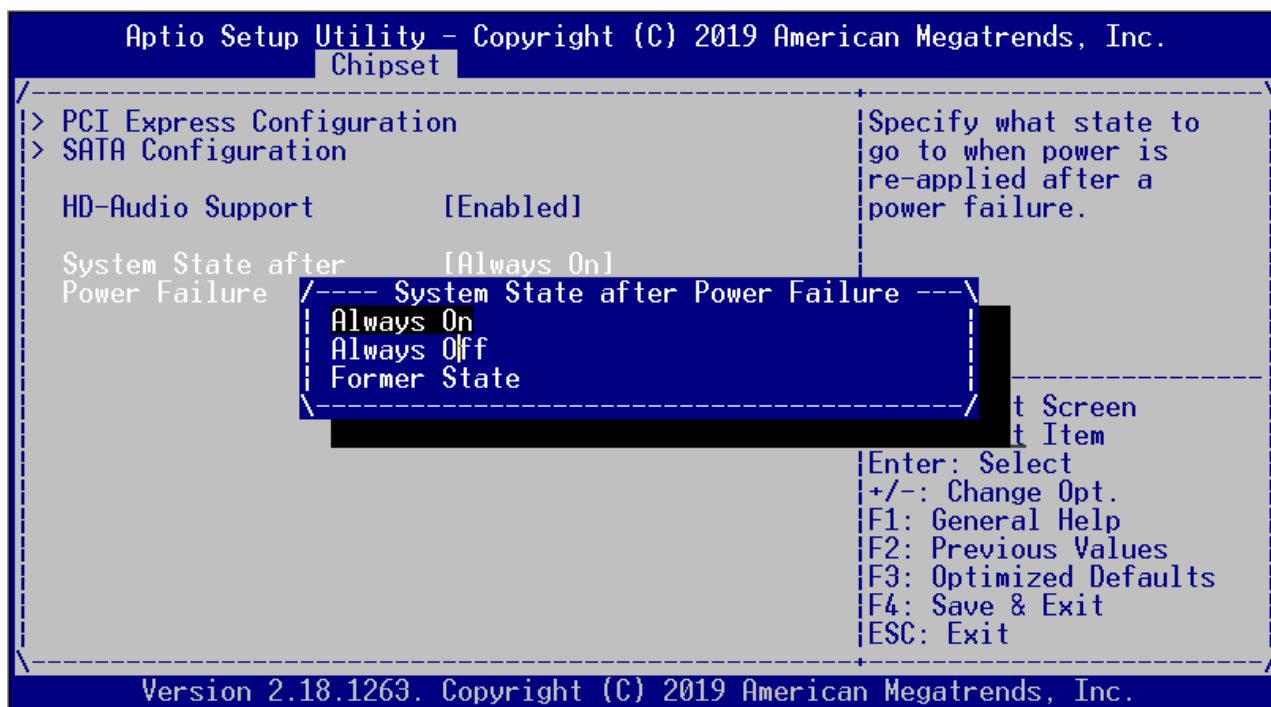 Aptio Setup Utility - Copyright (C) 2019 American Megatrends, Inc.
Chipset
> PCI Express Configuration
> SATA Configuration
HD-Audio Support [Enabled]
System State after [Always On]
Power Failure
---- System State after Power Failure ---
Always On
Always Off
Former State
Specify what state to
go to when power is
re-applied after a
power failure.
t Screen
t Item
Enter: Select
+/-: Change Opt.
F1: General Help
F2: Previous Values
F3: Optimized Defaults
F4: Save & Exit
ESC: Exit
Version 2.18.1263. Copyright (C) 2019 American Megatrends, Inc.